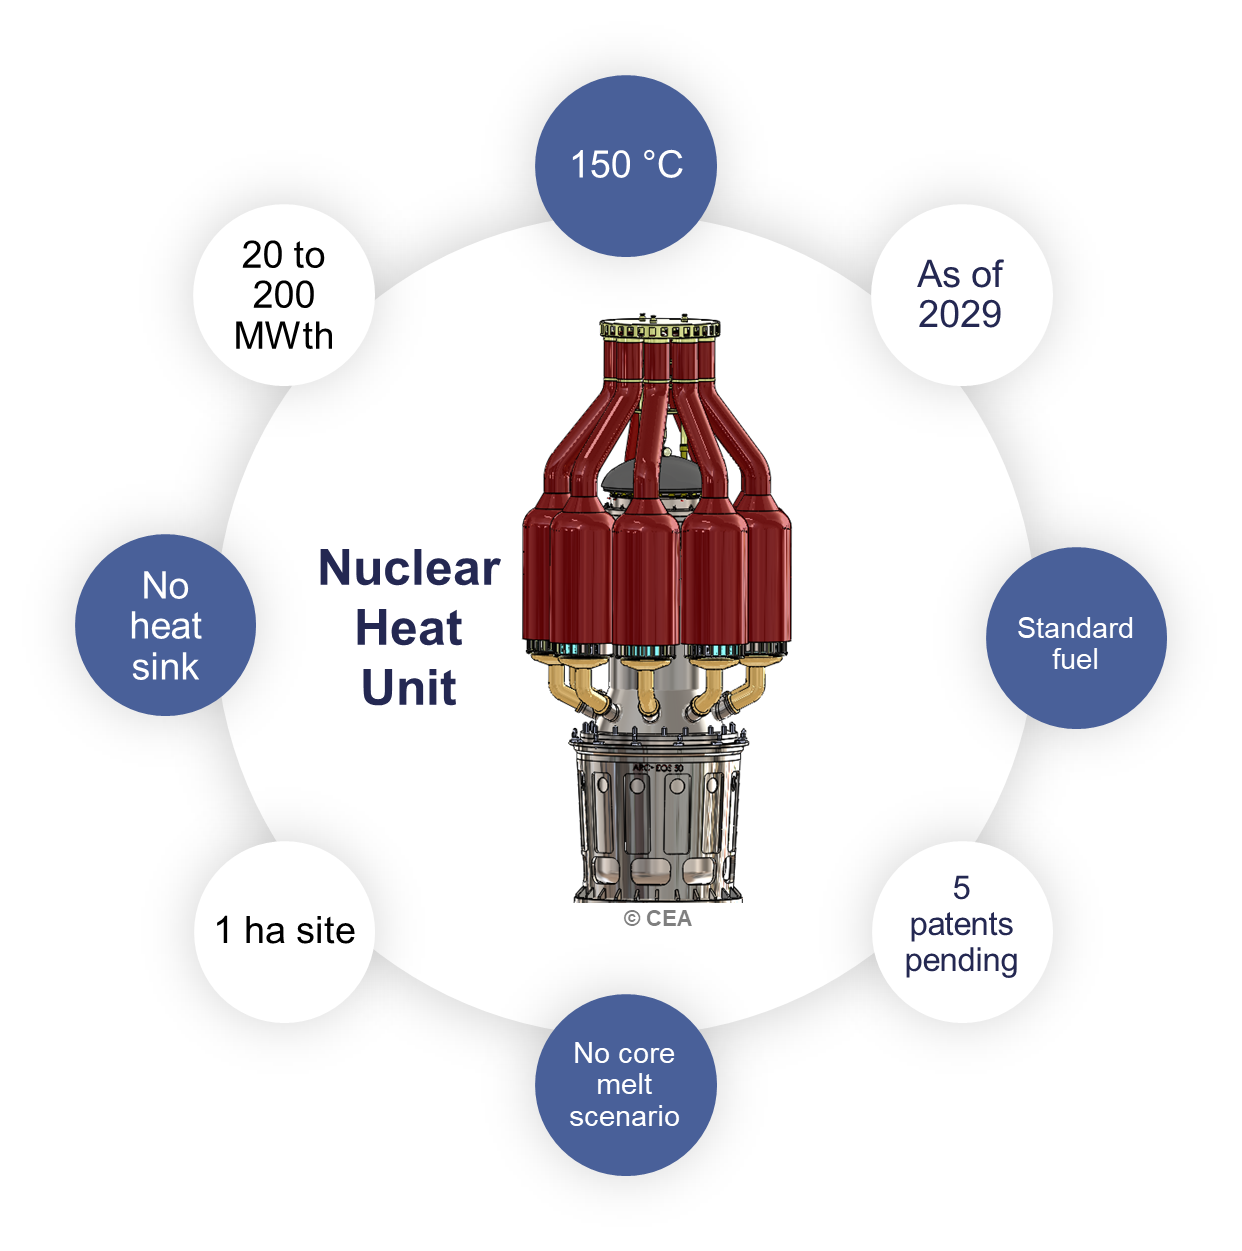 150 °C
20 to
200
MWth
As of
2029
No
heat
sink
Nuclear
Heat
Unit
Standard
fuel
1 ha site
5
patents
pending
© CEA
No core
melt
scenario